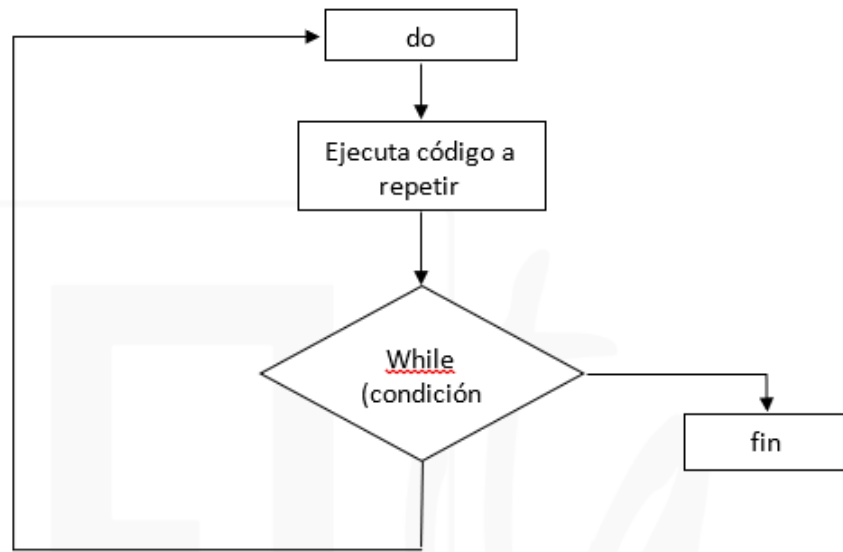 do
Ejecuta código a
repetir
While
(condición
fin